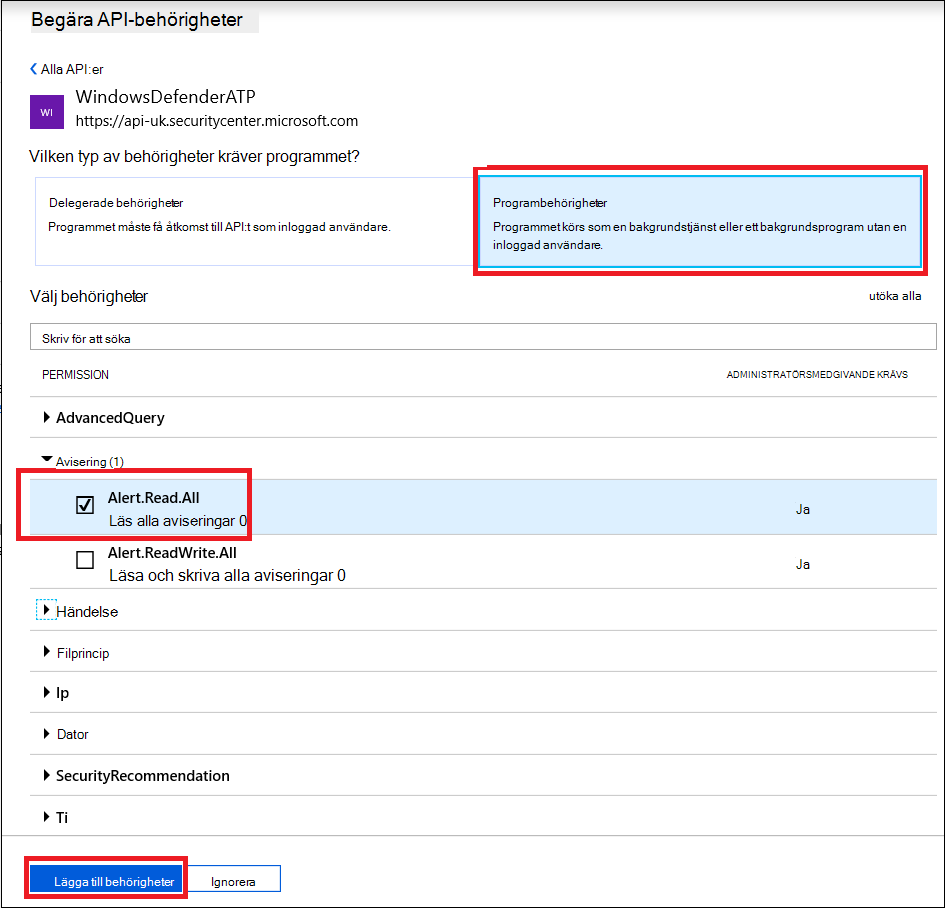 Begära API-behörigheter
Alla API:er
WI
WindowsDefenderATP
https://api-uk.securitycenter.microsoft.com
Vilken typ av behörigheter kräver programmet?
Delegerade behörigheter
Programmet måste få åtkomst till API:t som inloggad användare.
Programbehörigheter
Programmet körs som en bakgrundstjänst eller ett bakgrundsprogram utan en
inloggad användare.
Välj behörigheter
utöka alla
Skriv för att söka
PERMISSION
ADMINISTRATÖRSMEDGIVANDE KRÄVS
AdvancedQuery
Avisering (1)
Alert.Read.All
Läs alla aviseringar 0
Ja
Alert.ReadWrite.All
Läsa och skriva alla aviseringar 0
Ja
Händelse
Filprincip
Ip
Dator
SecurityRecommendation
Ti
Lägga till behörigheter
Ignorera